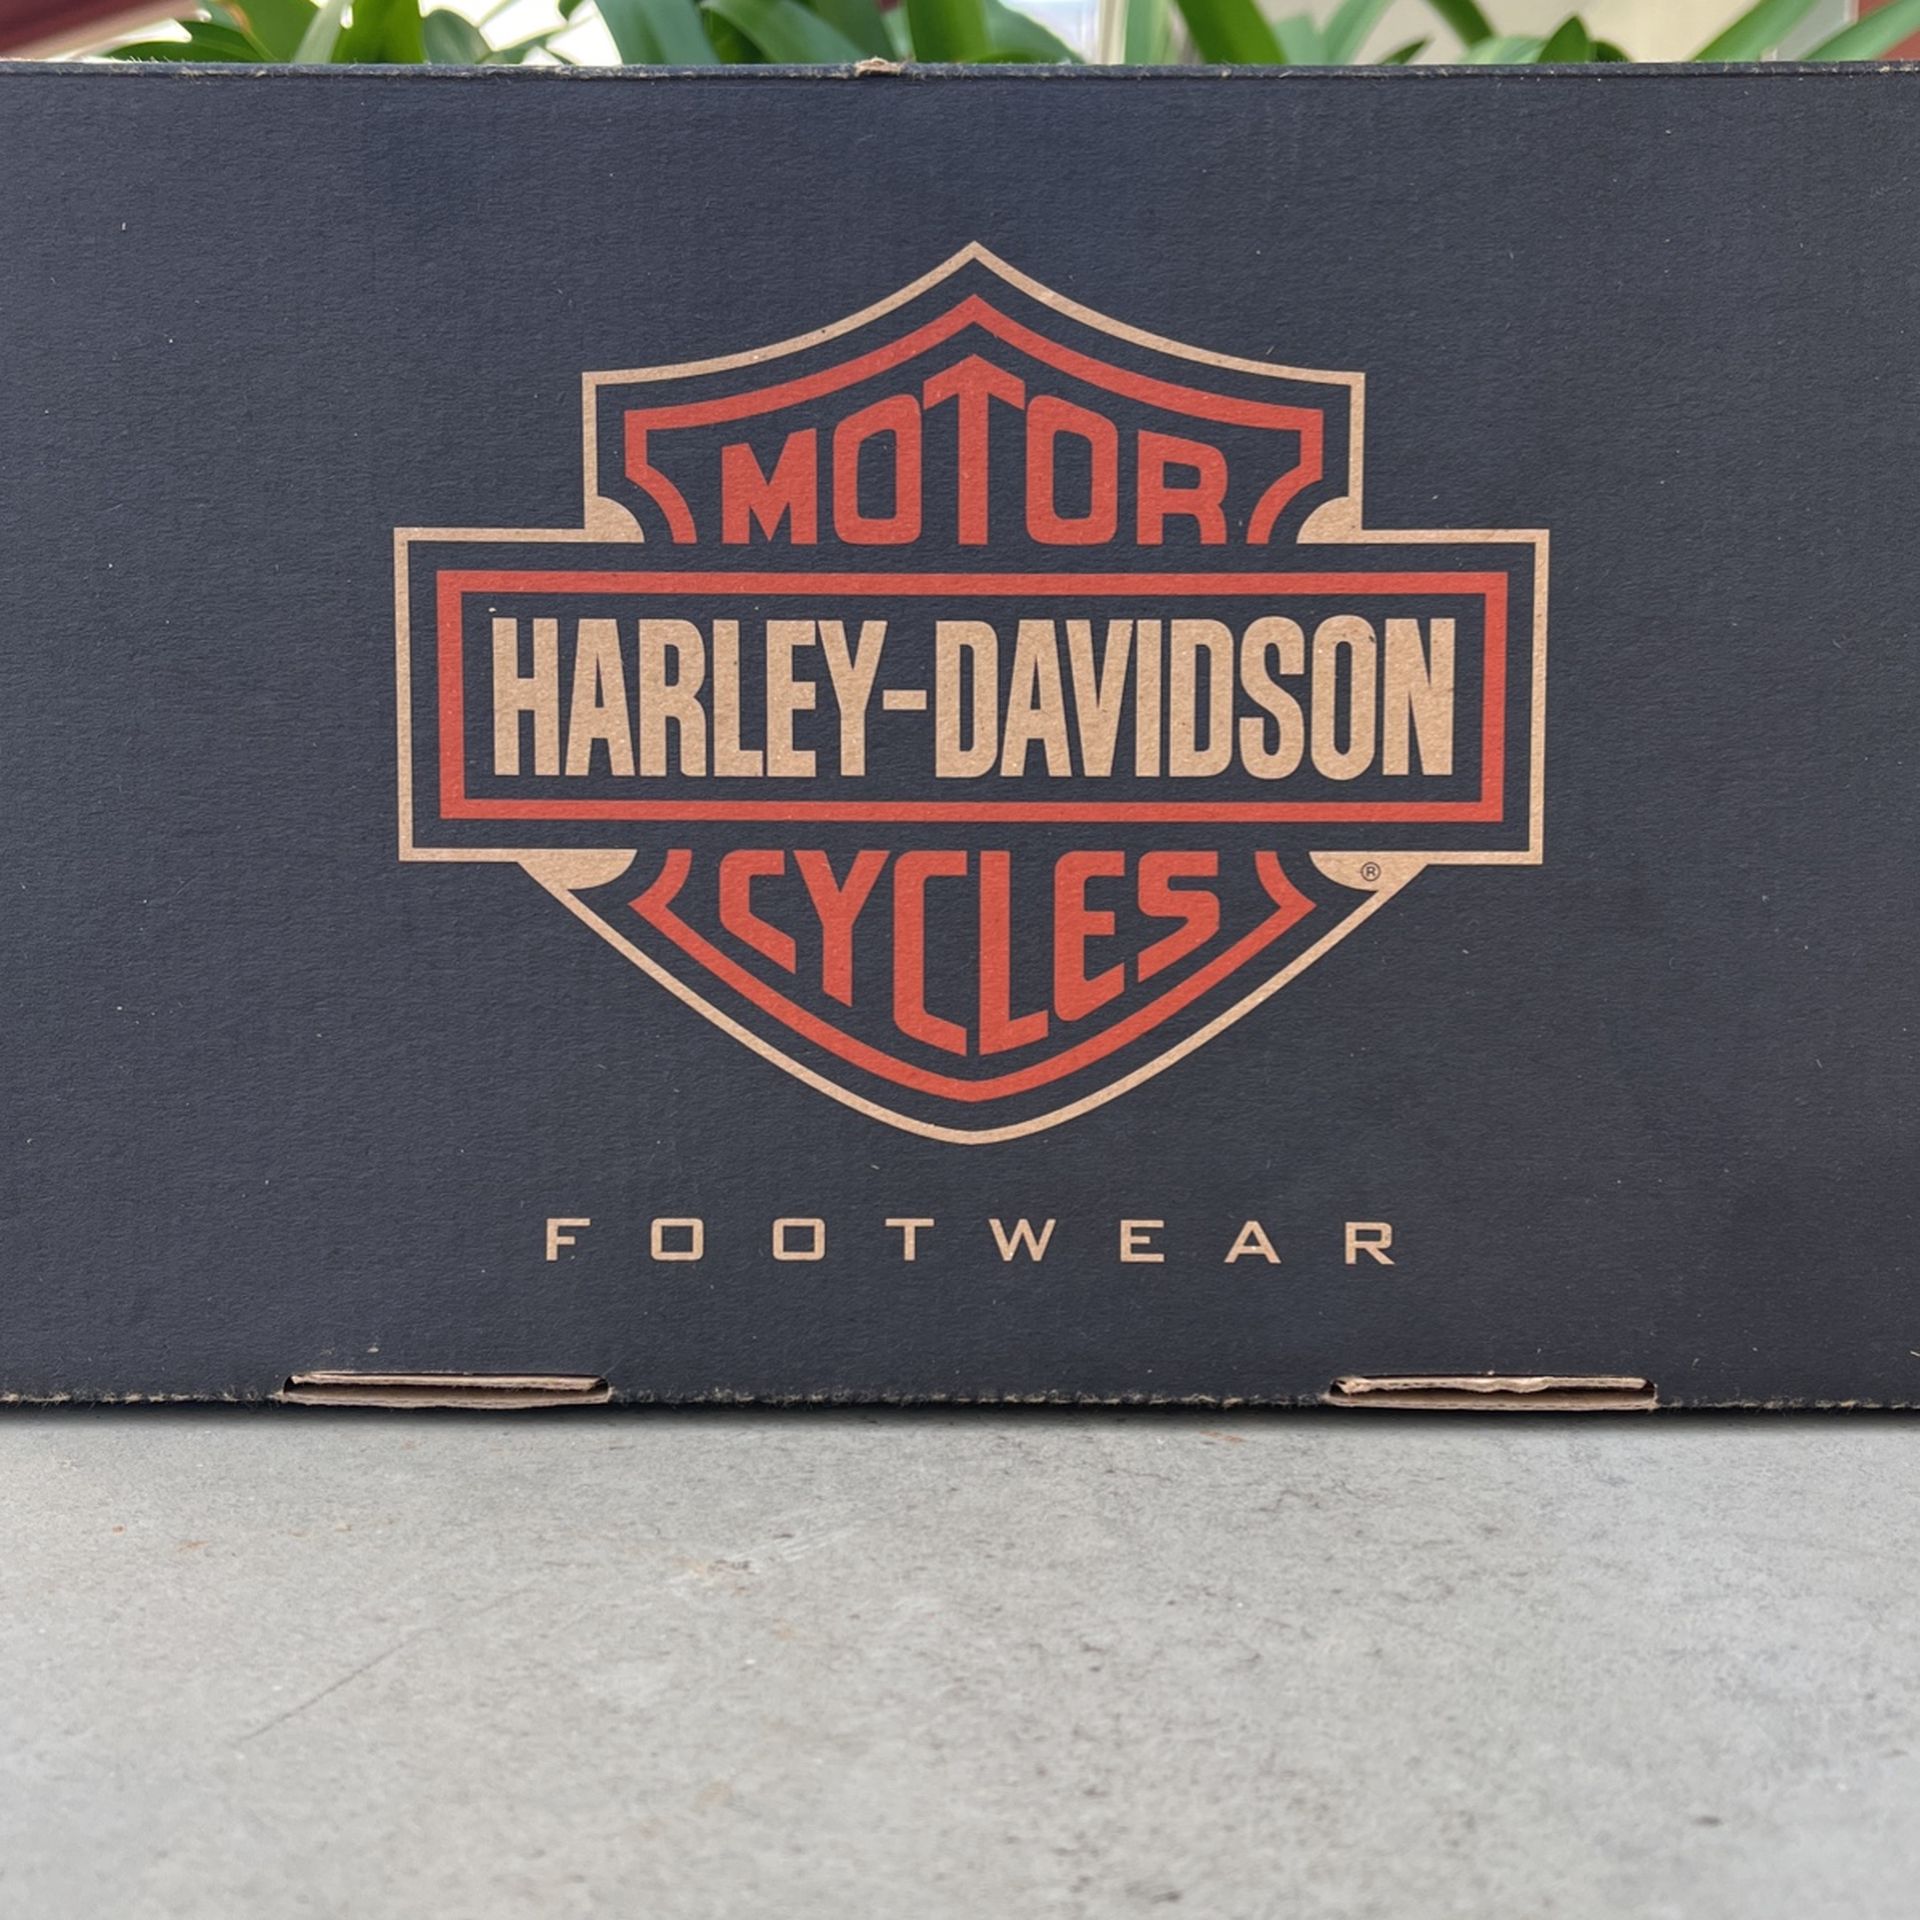 MOTOR
HARLEY-DAVIDSON
CYCLES
®
FOOTWEAR